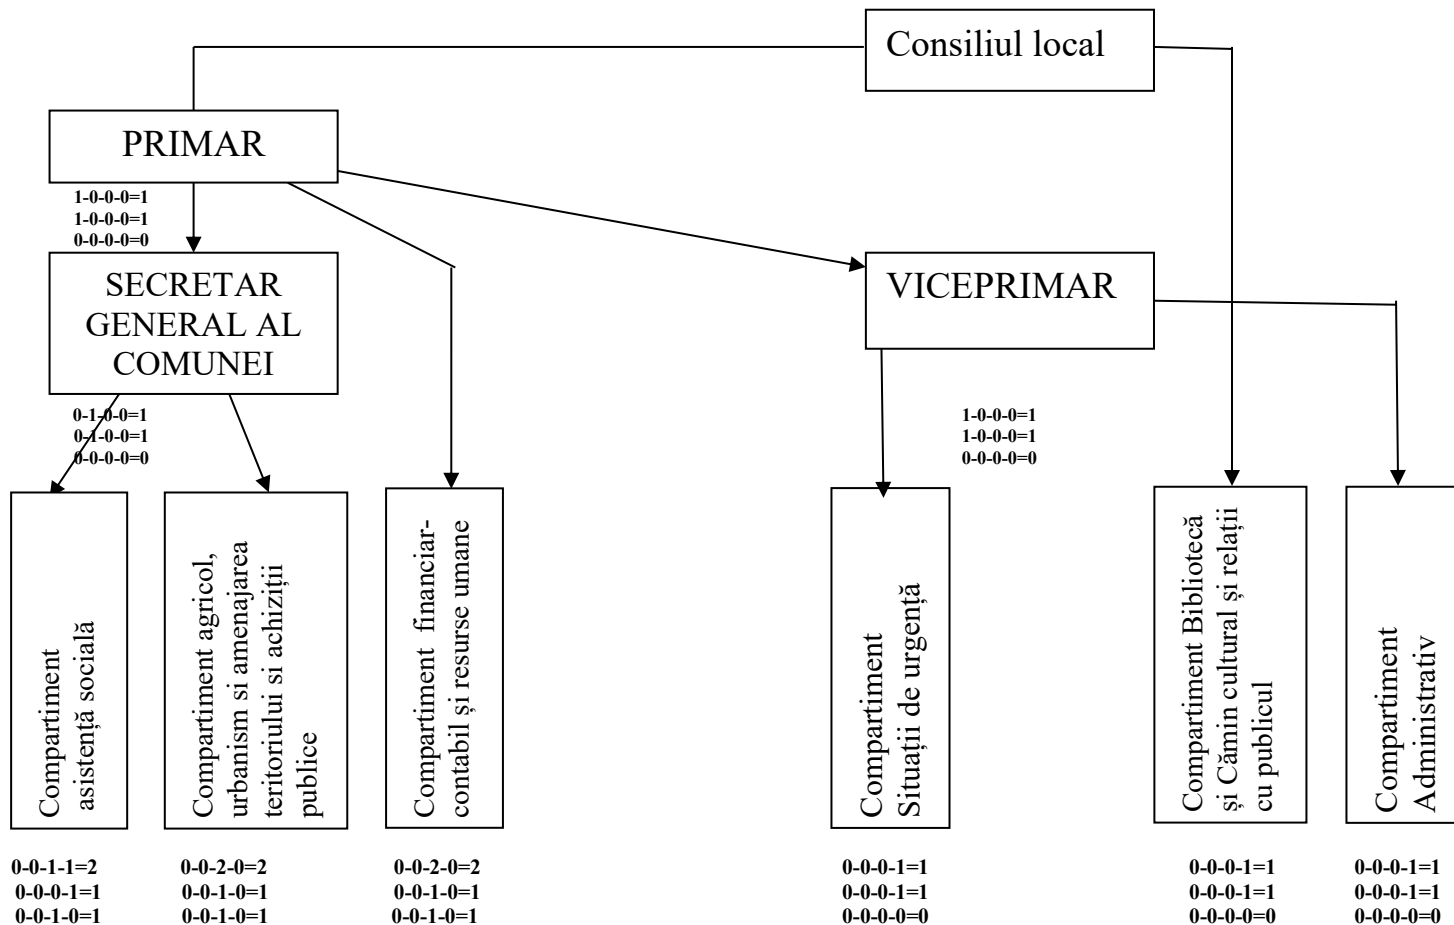 Consiliul local
PRIMAR
1-0-0-0=1
1-0-0-0=1
0-0-0-0=0
SECRETAR
GENERAL AL
COMUNEI
VICEPRIMAR
0-1-0-0=1
0-1-0-0=1
0-0-0-0=0
1-0-0-0=1
1-0-0-0=1
0-0-0-0=0
Compartiment
asistență socială
Compartiment agricol,
urbanism si amenajarea
teritoriului si achiziții
publice
Compartiment financiar-
contabil și resurse umane
Compartiment
Situații de urgență
Compartiment Bibliotecă
și Cămin cultural și relații
cu publicul
Compartiment
Administrativ
0-0-1-1=2
0-0-0-1=1
0-0-1-0=1
0-0-2-0=2
0-0-1-0=1
0-0-1-0=1
0-0-2-0=2
0-0-1-0=1
0-0-1-0=1
0-0-0-1=1
0-0-0-1=1
0-0-0-0=0
0-0-0-1=1
0-0-0-1=1
0-0-0-0=0
0-0-0-1=1
0-0-0-1=1
0-0-0-0=0